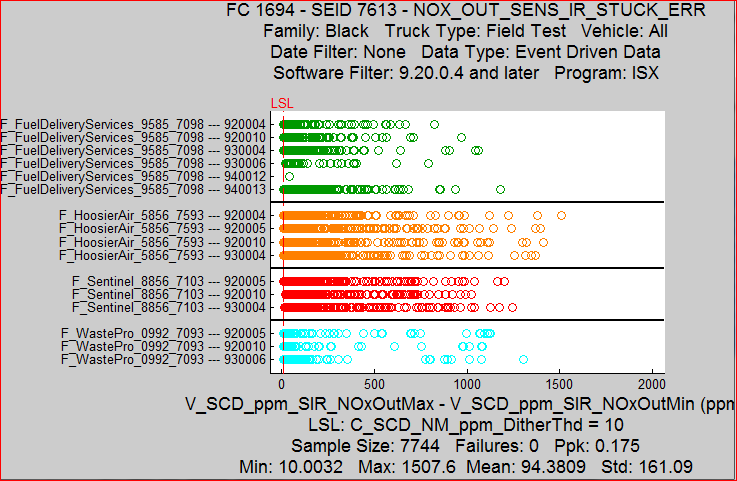 FC 1694 - SEID 7613 - NOX_OUT_SENS_IR_STUCK_ERR
Family: Black   Truck Type: Field Test   Vehicle: All
Date Filter: None   Data Type: Event Driven Data
Software Filter: 9.20.0.4 and later   Program: ISX
LSL
F_FuelDeliveryServices_9585_7098 --- 920004
F_FuelDeliveryServices_9585_7098 --- 920010
F_FuelDeliveryServices_9585_7098 --- 930004
F_FuelDeliveryServices_9585_7098 --- 930006
F_FuelDeliveryServices_9585_7098 --- 940012
F_FuelDeliveryServices_9585_7098 --- 940013
F_HoosierAir_5856_7593 --- 920004
F_HoosierAir_5856_7593 --- 920005
F_HoosierAir_5856_7593 --- 920010
F_HoosierAir_5856_7593 --- 930004
F_Sentinel_8856_7103 --- 920005
F_Sentinel_8856_7103 --- 920010
F_Sentinel_8856_7103 --- 930004
F_WastePro_0992_7093 --- 920005
F_WastePro_0992_7093 --- 920010
F_WastePro_0992_7093 --- 930006
0 500 1000 1500 2000
V_SCD_ppm_SIR_NOxOutMax - V_SCD_ppm_SIR_NOxOutMin (ppm
LSL: C_SCD_NM_ppm_DitherThd = 10
Sample Size: 7744   Failures: 0   Ppk: 0.175
Min: 10.0032   Max: 1507.6   Mean: 94.3809   Std: 161.09